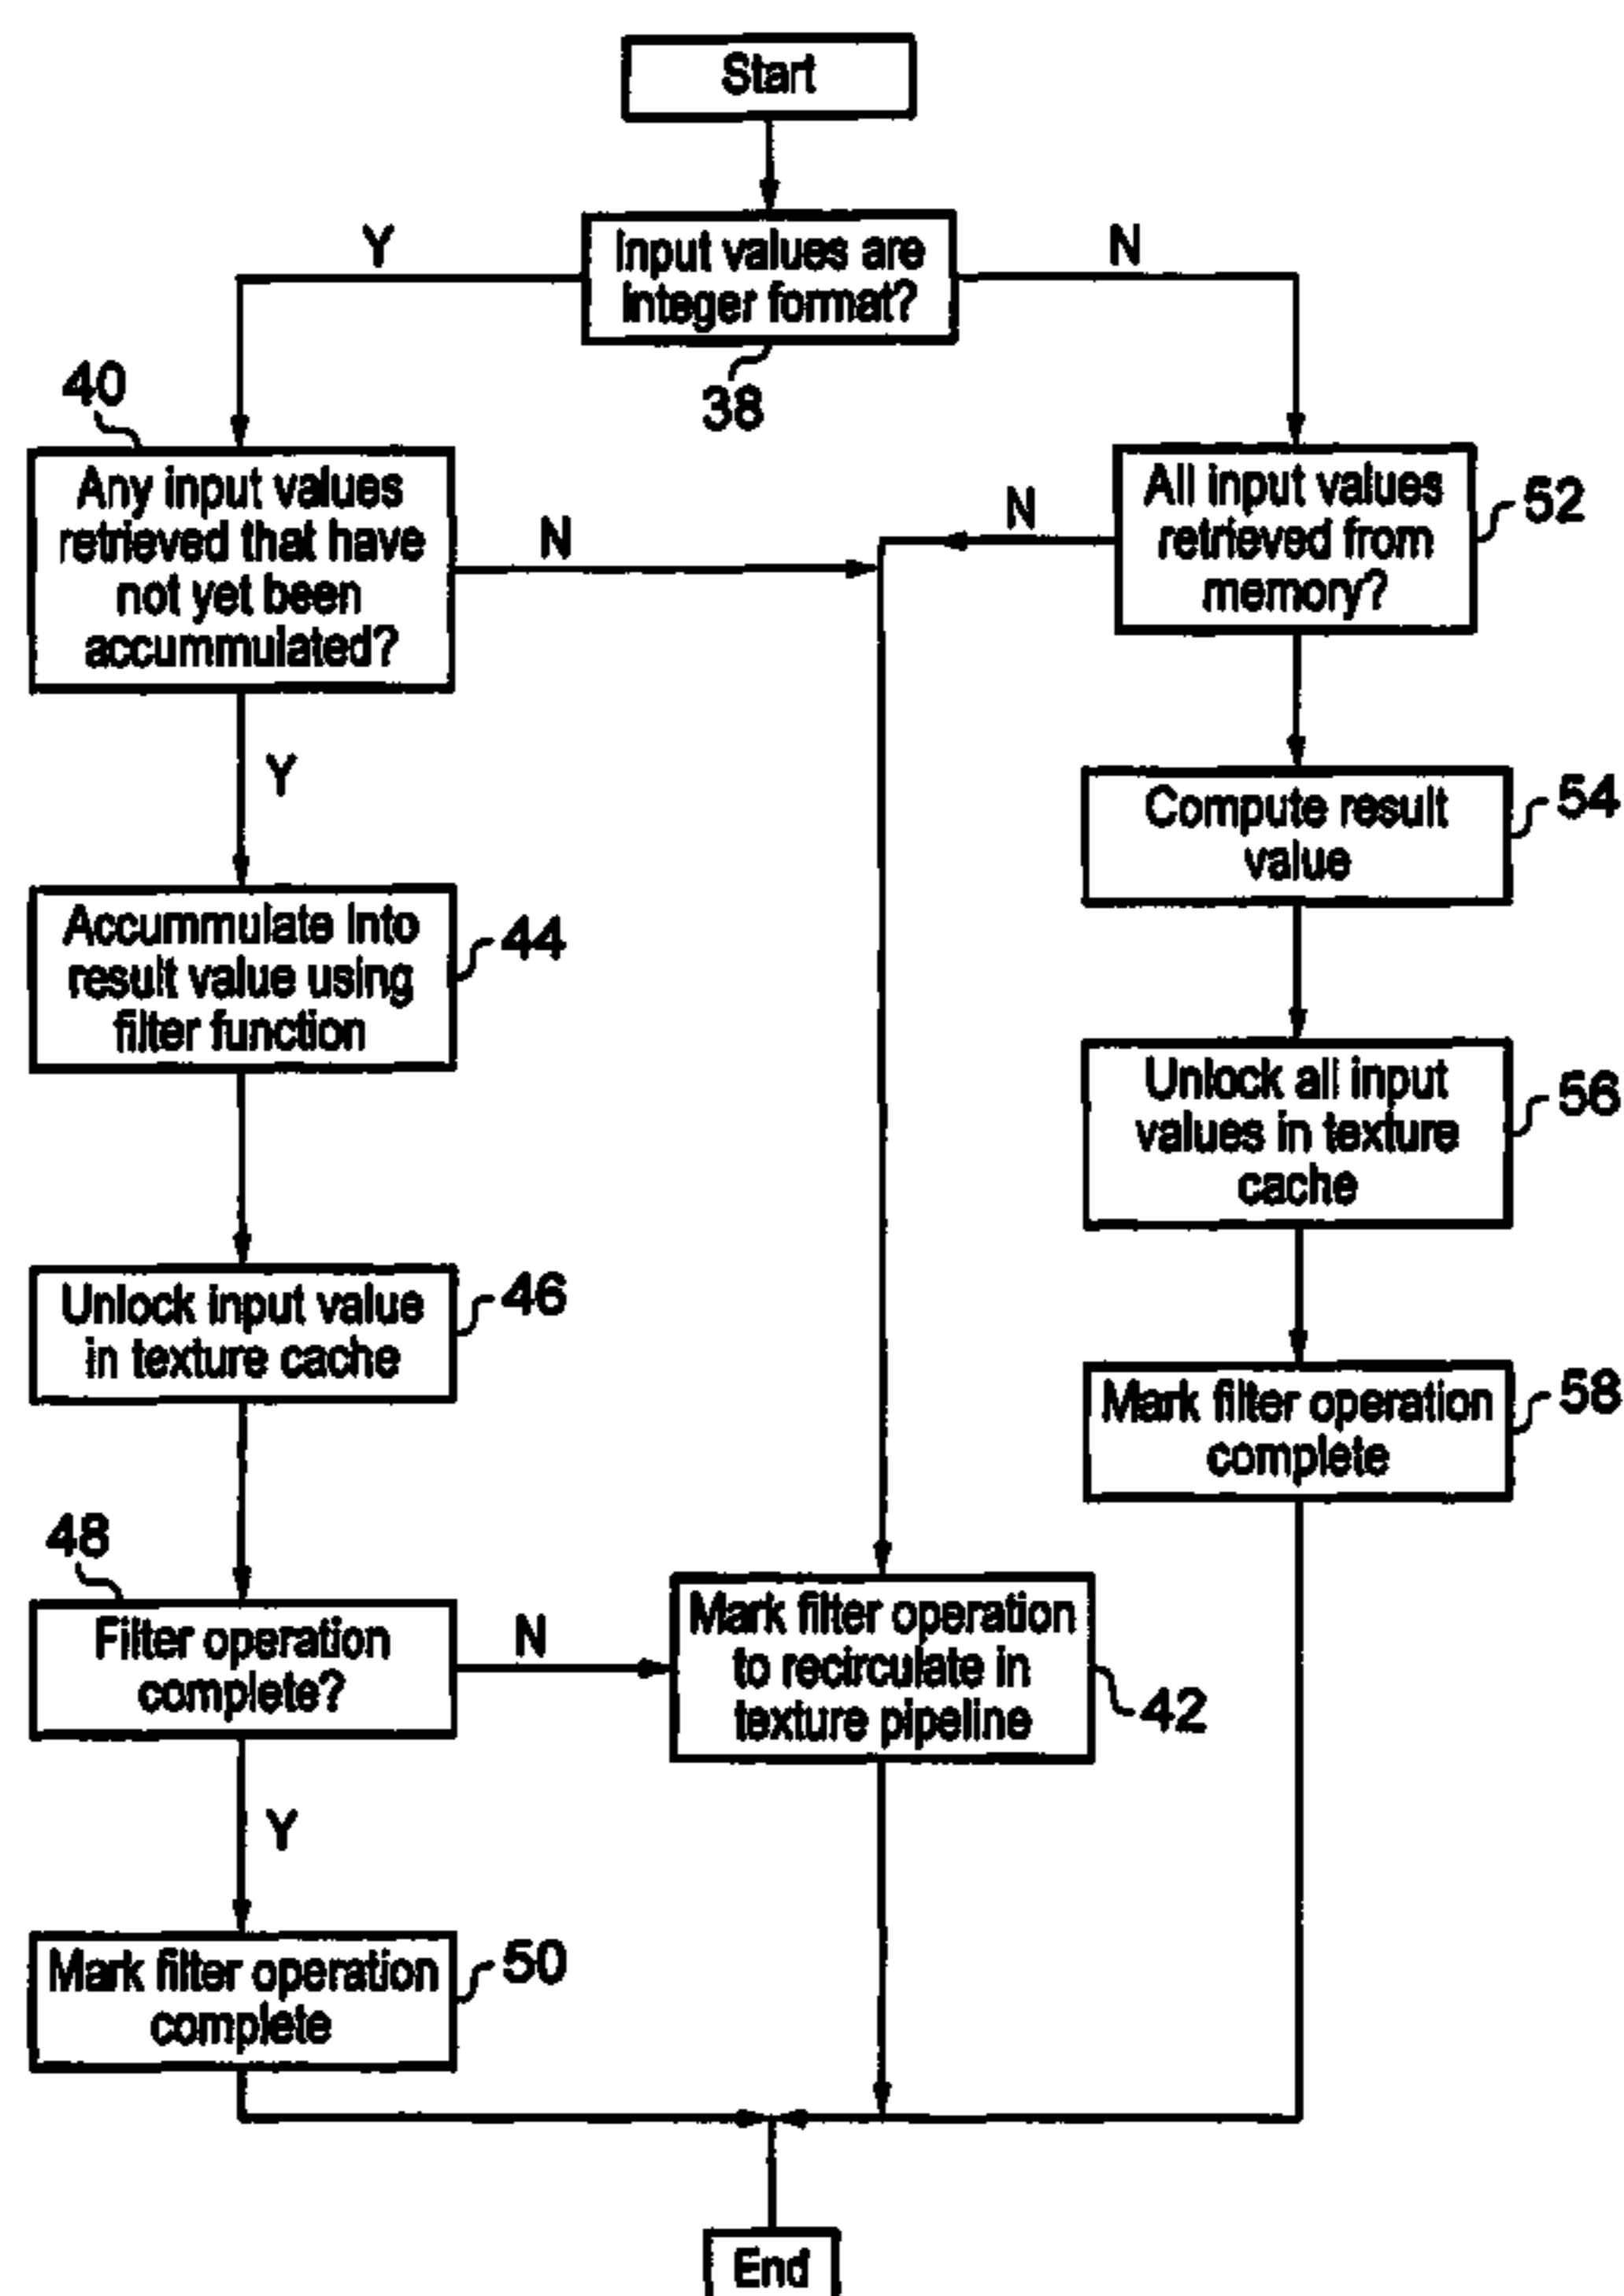 Start
Y
Input values are
integer format?
N
38
40
Any input values
retrieved that have
not yet been
accummulated?
N
N
All input values
retrieved from
memory?
52
Y
Compute result
value
54
Accummulate into
result value using
filter function
44
Unlock all input
values in texture
cache
56
Unlock input value
in texture cache
46
Mark filter operation
complete
58
48
Filter operation
complete?
N
Mark filter operation
to recirculate in
texture pipeline
42
Y
Mark filter operation
complete
50
End